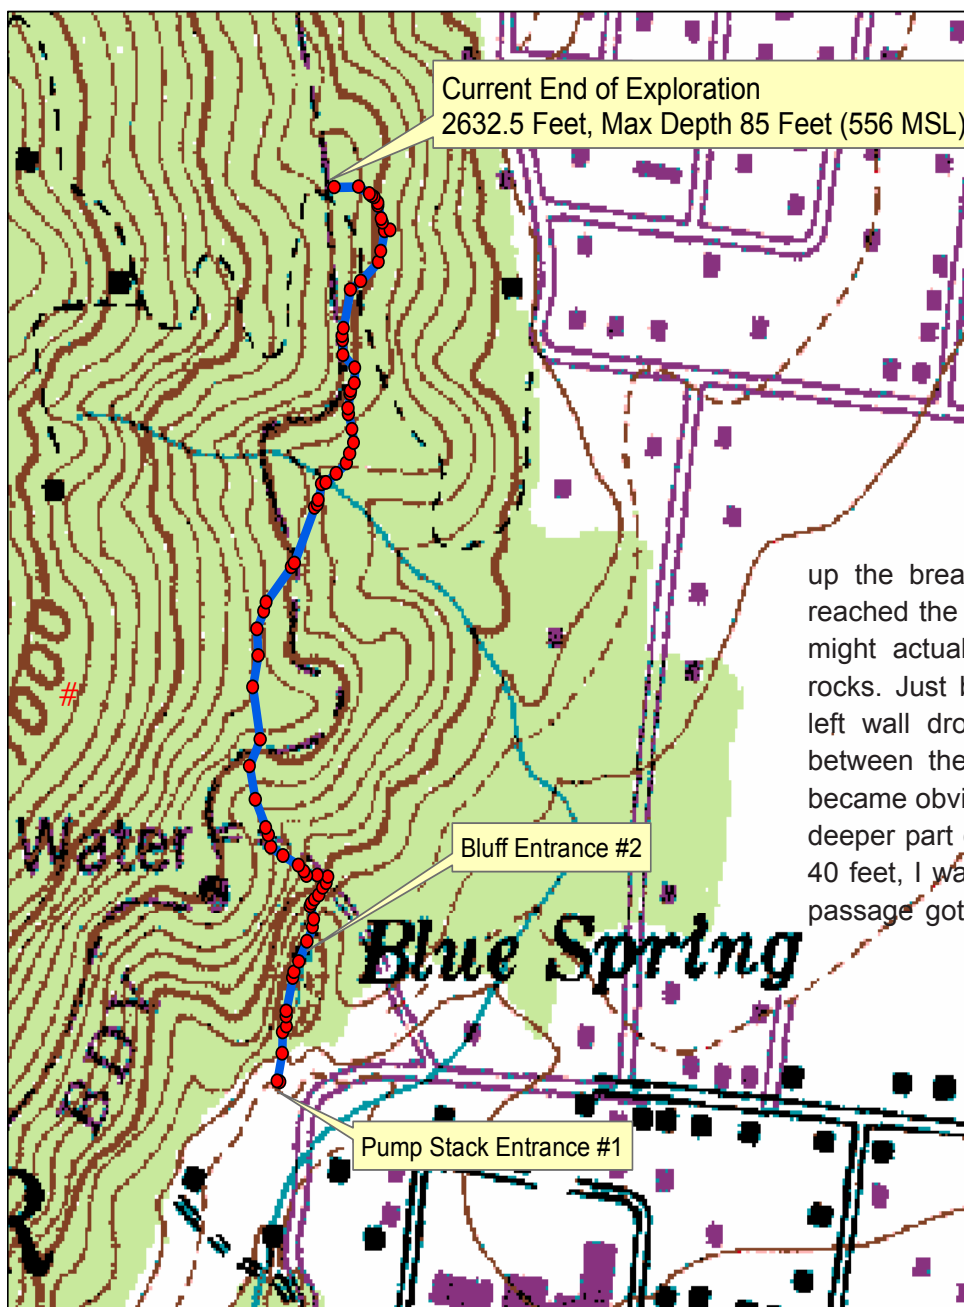 Current End of Exploration
2632.5 Feet, Max Depth 85 Feet (556 MSL)
up the brea
reached the
might actual
rocks. Just b
left wall dro
between the
became obvi
deeper part
40 feet, I wa
passage got
000
#
Water
Bluff Entrance #2
Blue Spring
BDY
Pump Stack Entrance #1
R